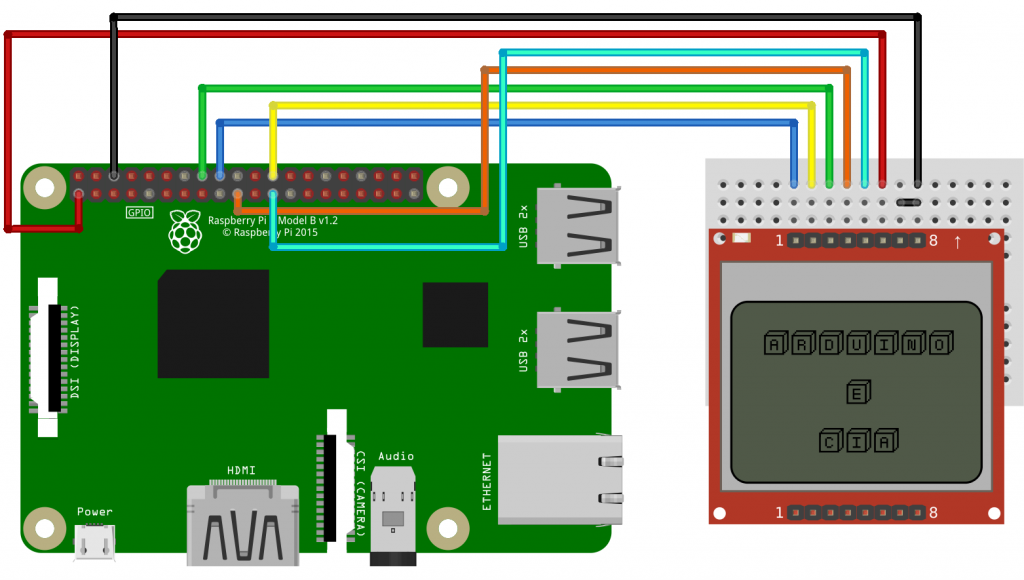 GPIO
Raspberry Pi Model B v1.2
© Raspberry Pi 2015
USB 2x
1 8 ↑
DSI (DISPLAY)
USB 2x
ARDUINO
E
CIA
CSI (CAMERA)
Audio
ETHERNET
HDMI
Power
1 8